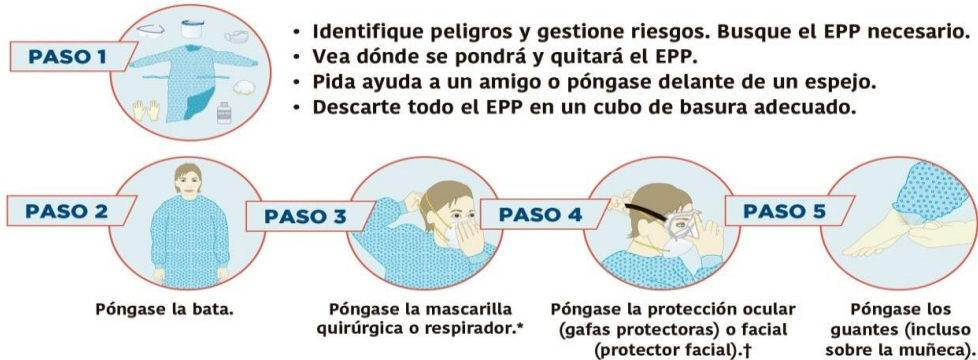 PASO 1
• Identifique peligros y gestione riesgos. Busque el EPP necesario.
• Vea dónde se pondrá y quitará el EPP.
• Pida ayuda a un amigo o póngase delante de un espejo.
• Descarte todo el EPP en un cubo de basura adecuado.
PASO 2
Póngase la bata.
PASO 3
Póngase la mascarilla
quirúrgica o respirador.*
PASO 4
Póngase la protección ocular
(gafas protectoras) o facial
(protector facial).†
PASO 5
Póngase los
guantes (incluso
sobre la muñeca).